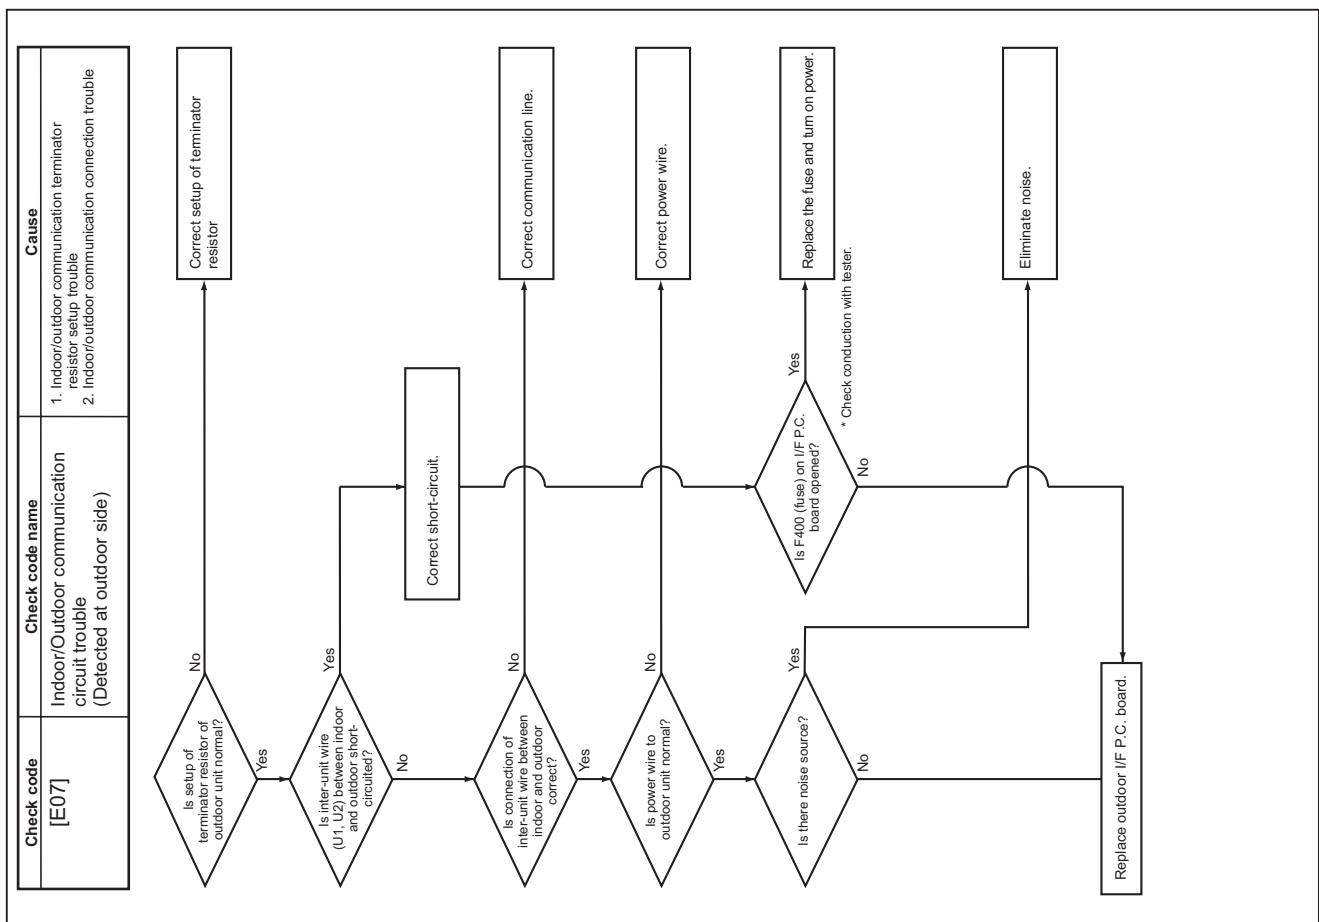 Check code
Check code name
Cause
[E07]
Indoor/Outdoor communication
circuit trouble
(Detected at outdoor side)
1. Indoor/outdoor communication terminator
resistor setup trouble
2. Indoor/outdoor communication connection trouble
Is setup of
terminator resistor of
outdoor unit normal?
No
Correct setup of terminator
resistor
Yes
Is inter-unit wire
(U1, U2) between indoor
and outdoor short-
circuited?
Yes
Correct short-circuit.
No
Is connection of
inter-unit wire between
indoor and outdoor
correct?
No
Correct communication line.
Yes
Is power wire to
outdoor unit normal?
No
Correct power wire.
Yes
Is F400 (fuse) on I/F P.C.
board opened?
Yes
Replace the fuse and turn on power.
* Check conduction with tester.
No
Is there noise source?
Yes
Eliminate noise.
No
Replace outdoor I/F P.C. board.